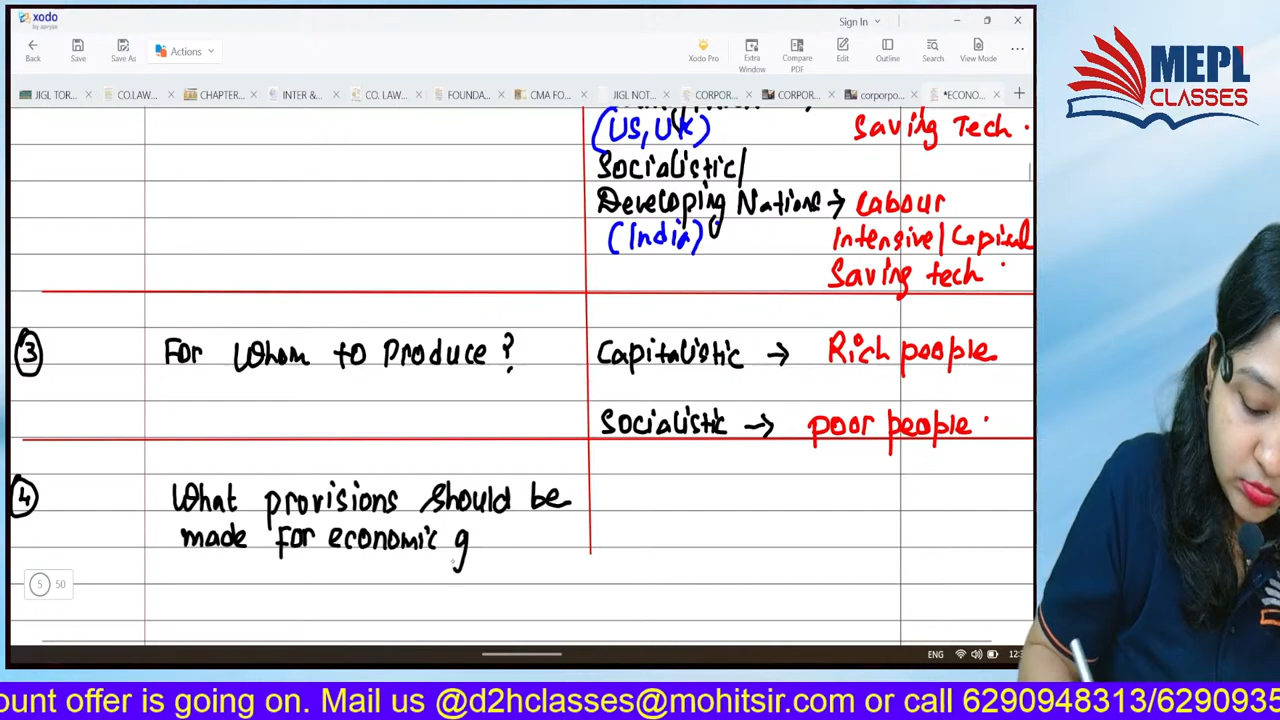 xodo
by apryse
Sign In
Back
Save
Save As
Actions
Xodo Pro
Extra Window
Compare PDF
Edit
Outline
Search
View Mode
JIGL TOR...
CO.LAW...
CHAPTER...
INTER &...
CO.LAW...
FOUNDA...
CMA FO...
JIGL NOT...
CORPOR...
CORPOR...
corporpo...
*ECONO...
MEPL
CLASSES
(US, UK)
Saving Tech.
Socialistic/
Developing Nations → Labour
(India)
Intensive/Capital
Saving tech.
3 For Whom to Produce ?
Capitalistic → Rich people
Socialistic → poor people.
4 What provisions should be
made for economic g
5 50
ENG
ount offer is going on. Mail us @d2hclasses@mohitsir.com or call 6290948313/6290935